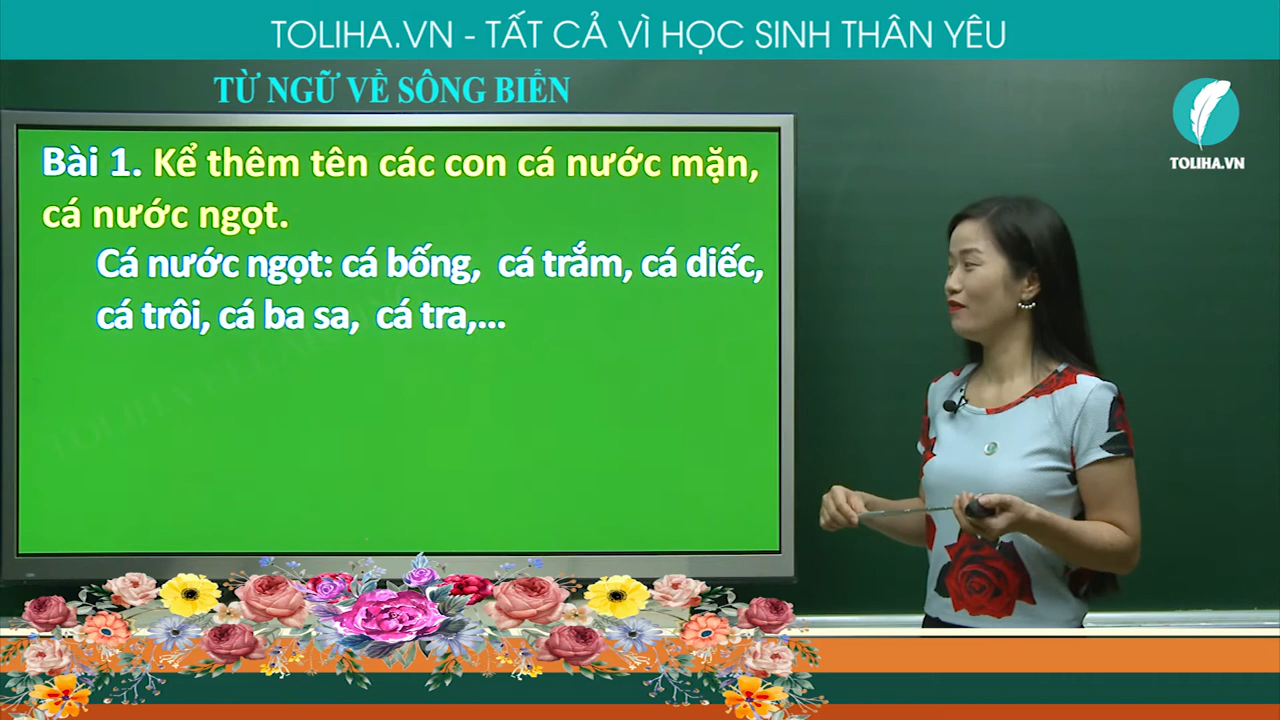 TOLIHA.VN - TẤT CẢ VÌ HỌC SINH THÂN YÊU
TỪ NGỮ VỀ SÔNG BIỂN
TOLIHA.VN
Bài 1. Kể thêm tên các con cá nước mặn,
cá nước ngọt.
Cá nước ngọt: cá bống, cá trắm, cá diếc,
cá trôi, cá ba sa, cá tra,...